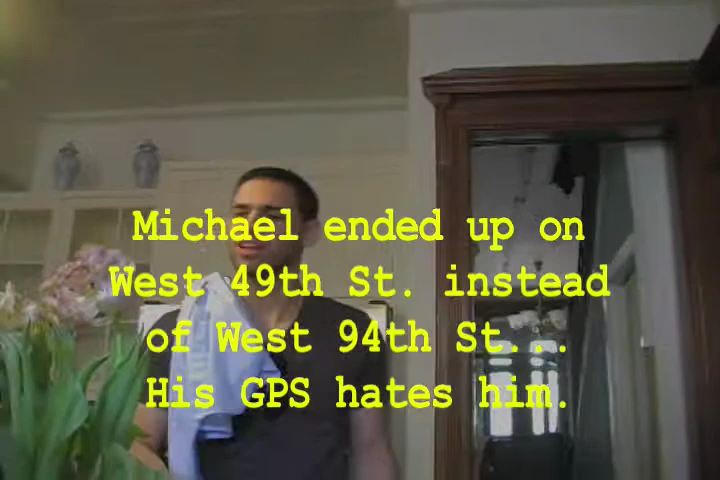 Michael ended up on
West 49th St. instead
of West 94th St...
His GPS hates him.